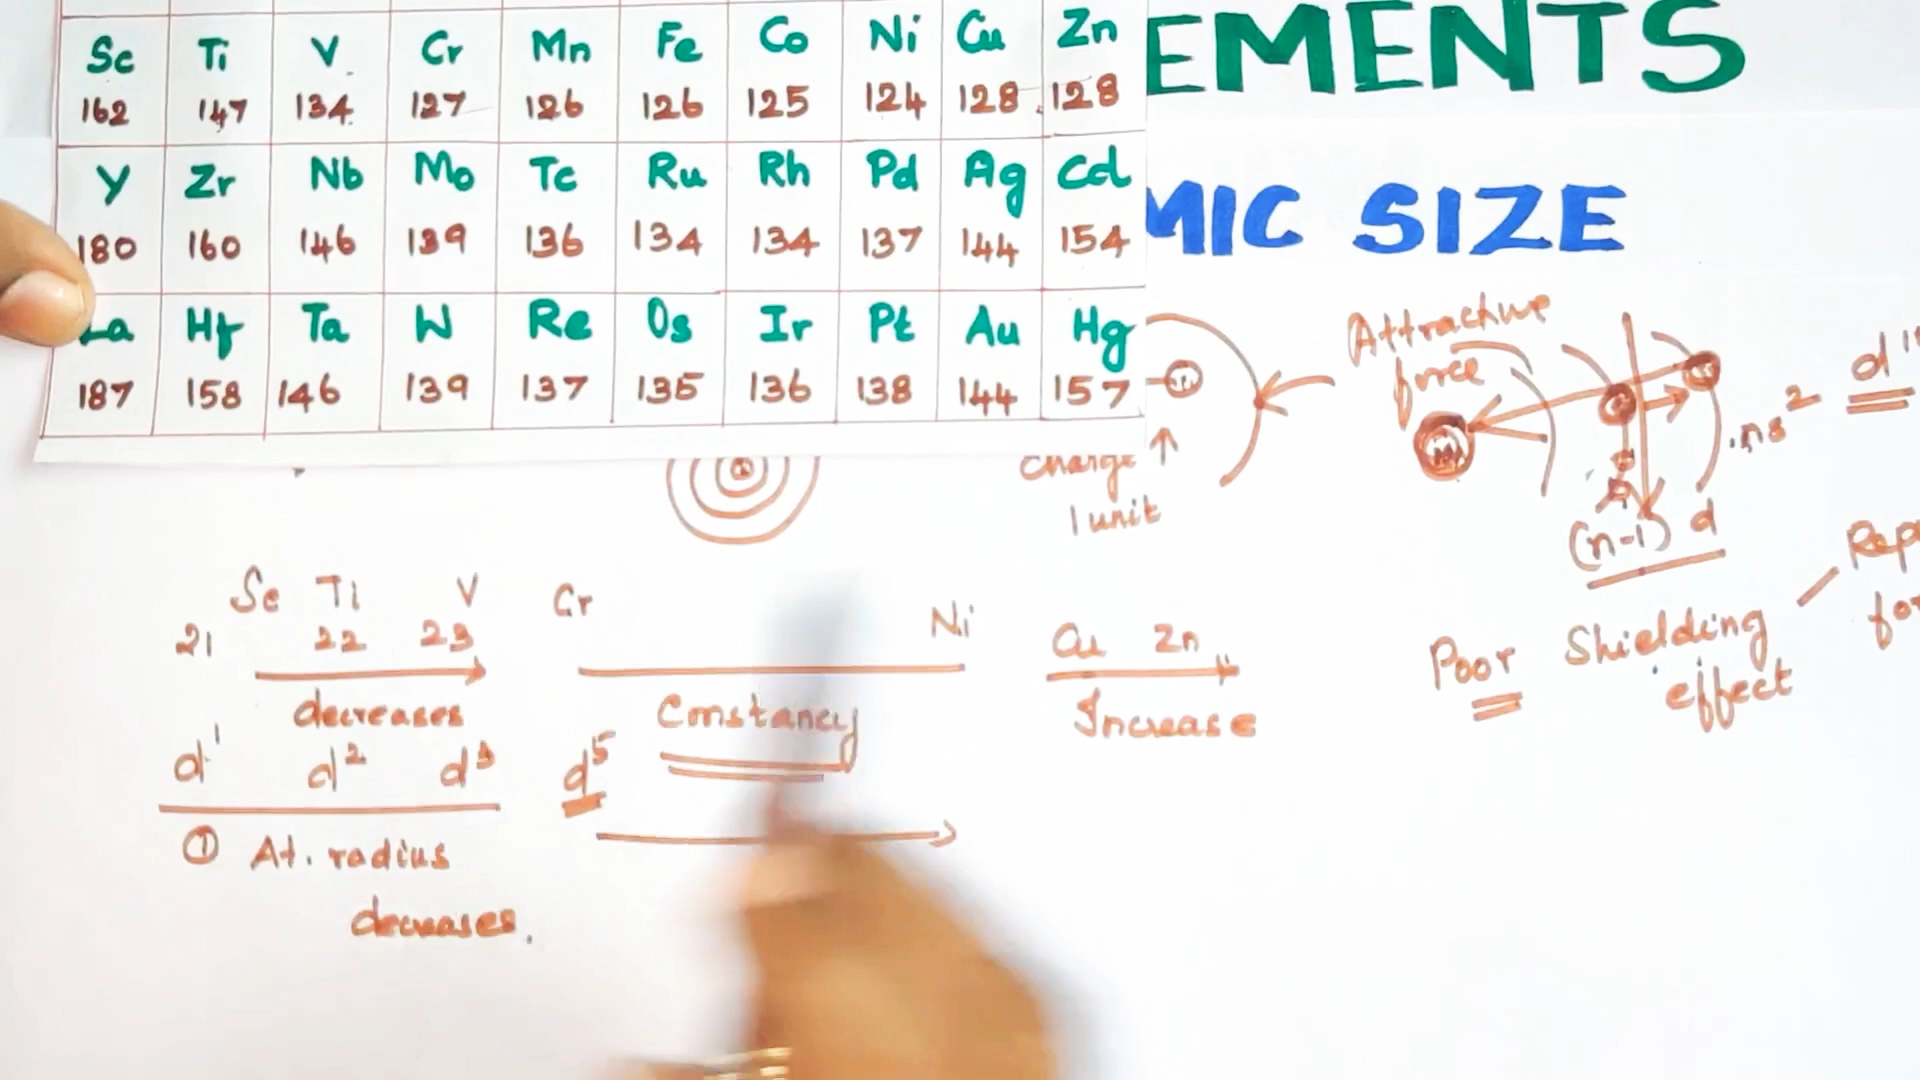 Sc Ti V Cr Mn Fe Co Ni Cu Zn
162 147 134 127 126 126 125 124 128 128
Y Zr Nb Mo Tc Ru Rh Pd Ag Cd
180 160 146 139 136 134 134 137 144 154
La Hf Ta W Re Os Ir Pt Au Hg
187 158 146 139 137 135 136 138 144 157
EMENTS
MIC SIZE
Attractive
force
M
ns²
(n-1) d
charge ↑
1 unit
Poor Shielding
effect
Sc Ti V
21 22 23
decreases
d¹ d² d³
① At. radius
decreases.
Cr Ni
Constancy
d⁵
Cu Zn
Increase